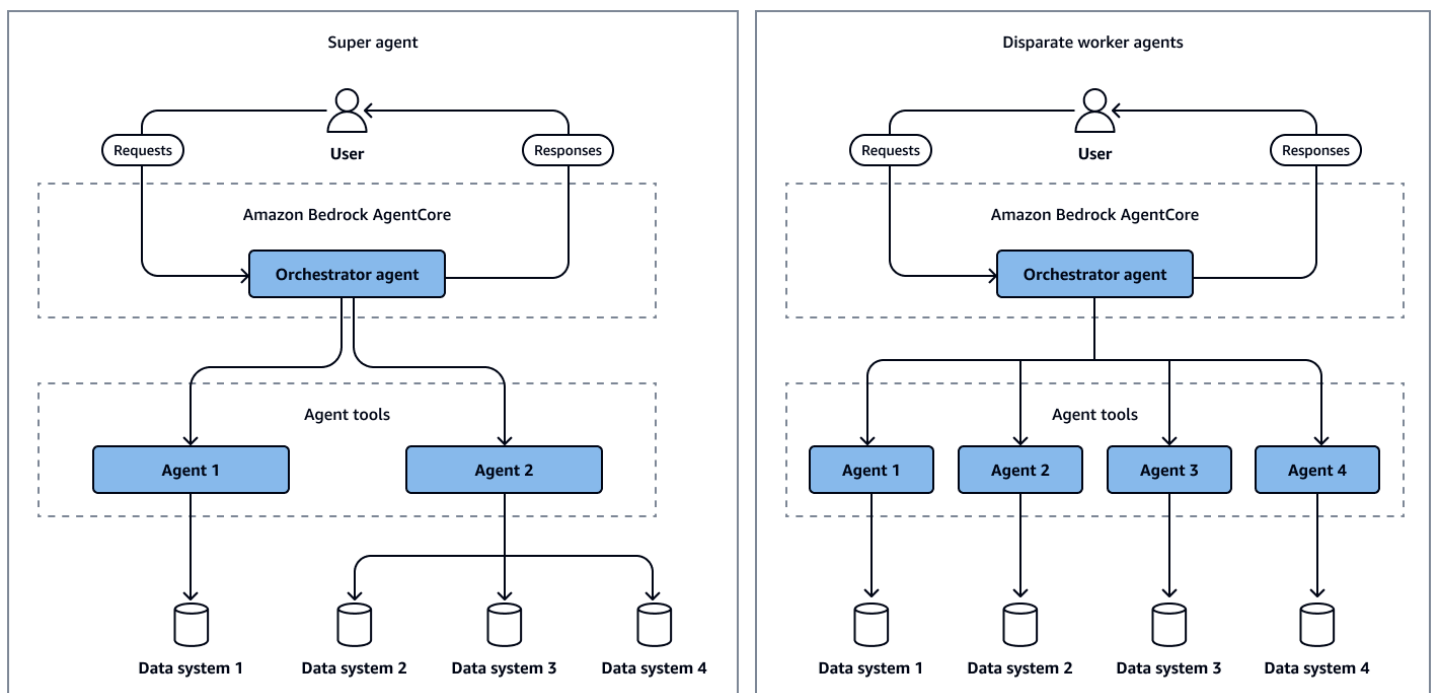 Super agent
Requests
User
Responses
Amazon Bedrock AgentCore
Orchestrator agent
Agent tools
Agent 1
Agent 2
Data system 1
Data system 2
Data system 3
Data system 4
Disparate worker agents
Requests
User
Responses
Amazon Bedrock AgentCore
Orchestrator agent
Agent tools
Agent 1
Agent 2
Agent 3
Agent 4
Data system 1
Data system 2
Data system 3
Data system 4